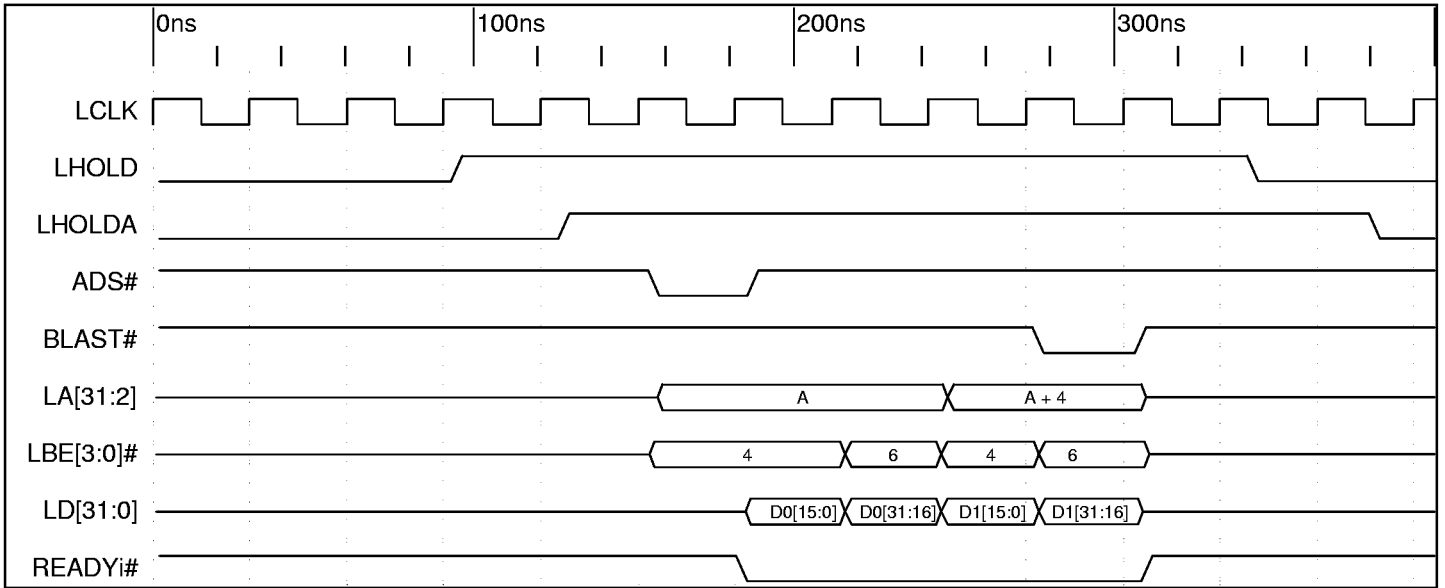 0ns 100ns 200ns 300ns
LCLK
LHOLD
LHOLDA
ADS#
BLAST#
LA[31:2] A A + 4
LBE[3:0]# 4 6 4 6
LD[31:0] D0[15:0] D0[31:16] D1[15:0] D1[31:16]
READYi#